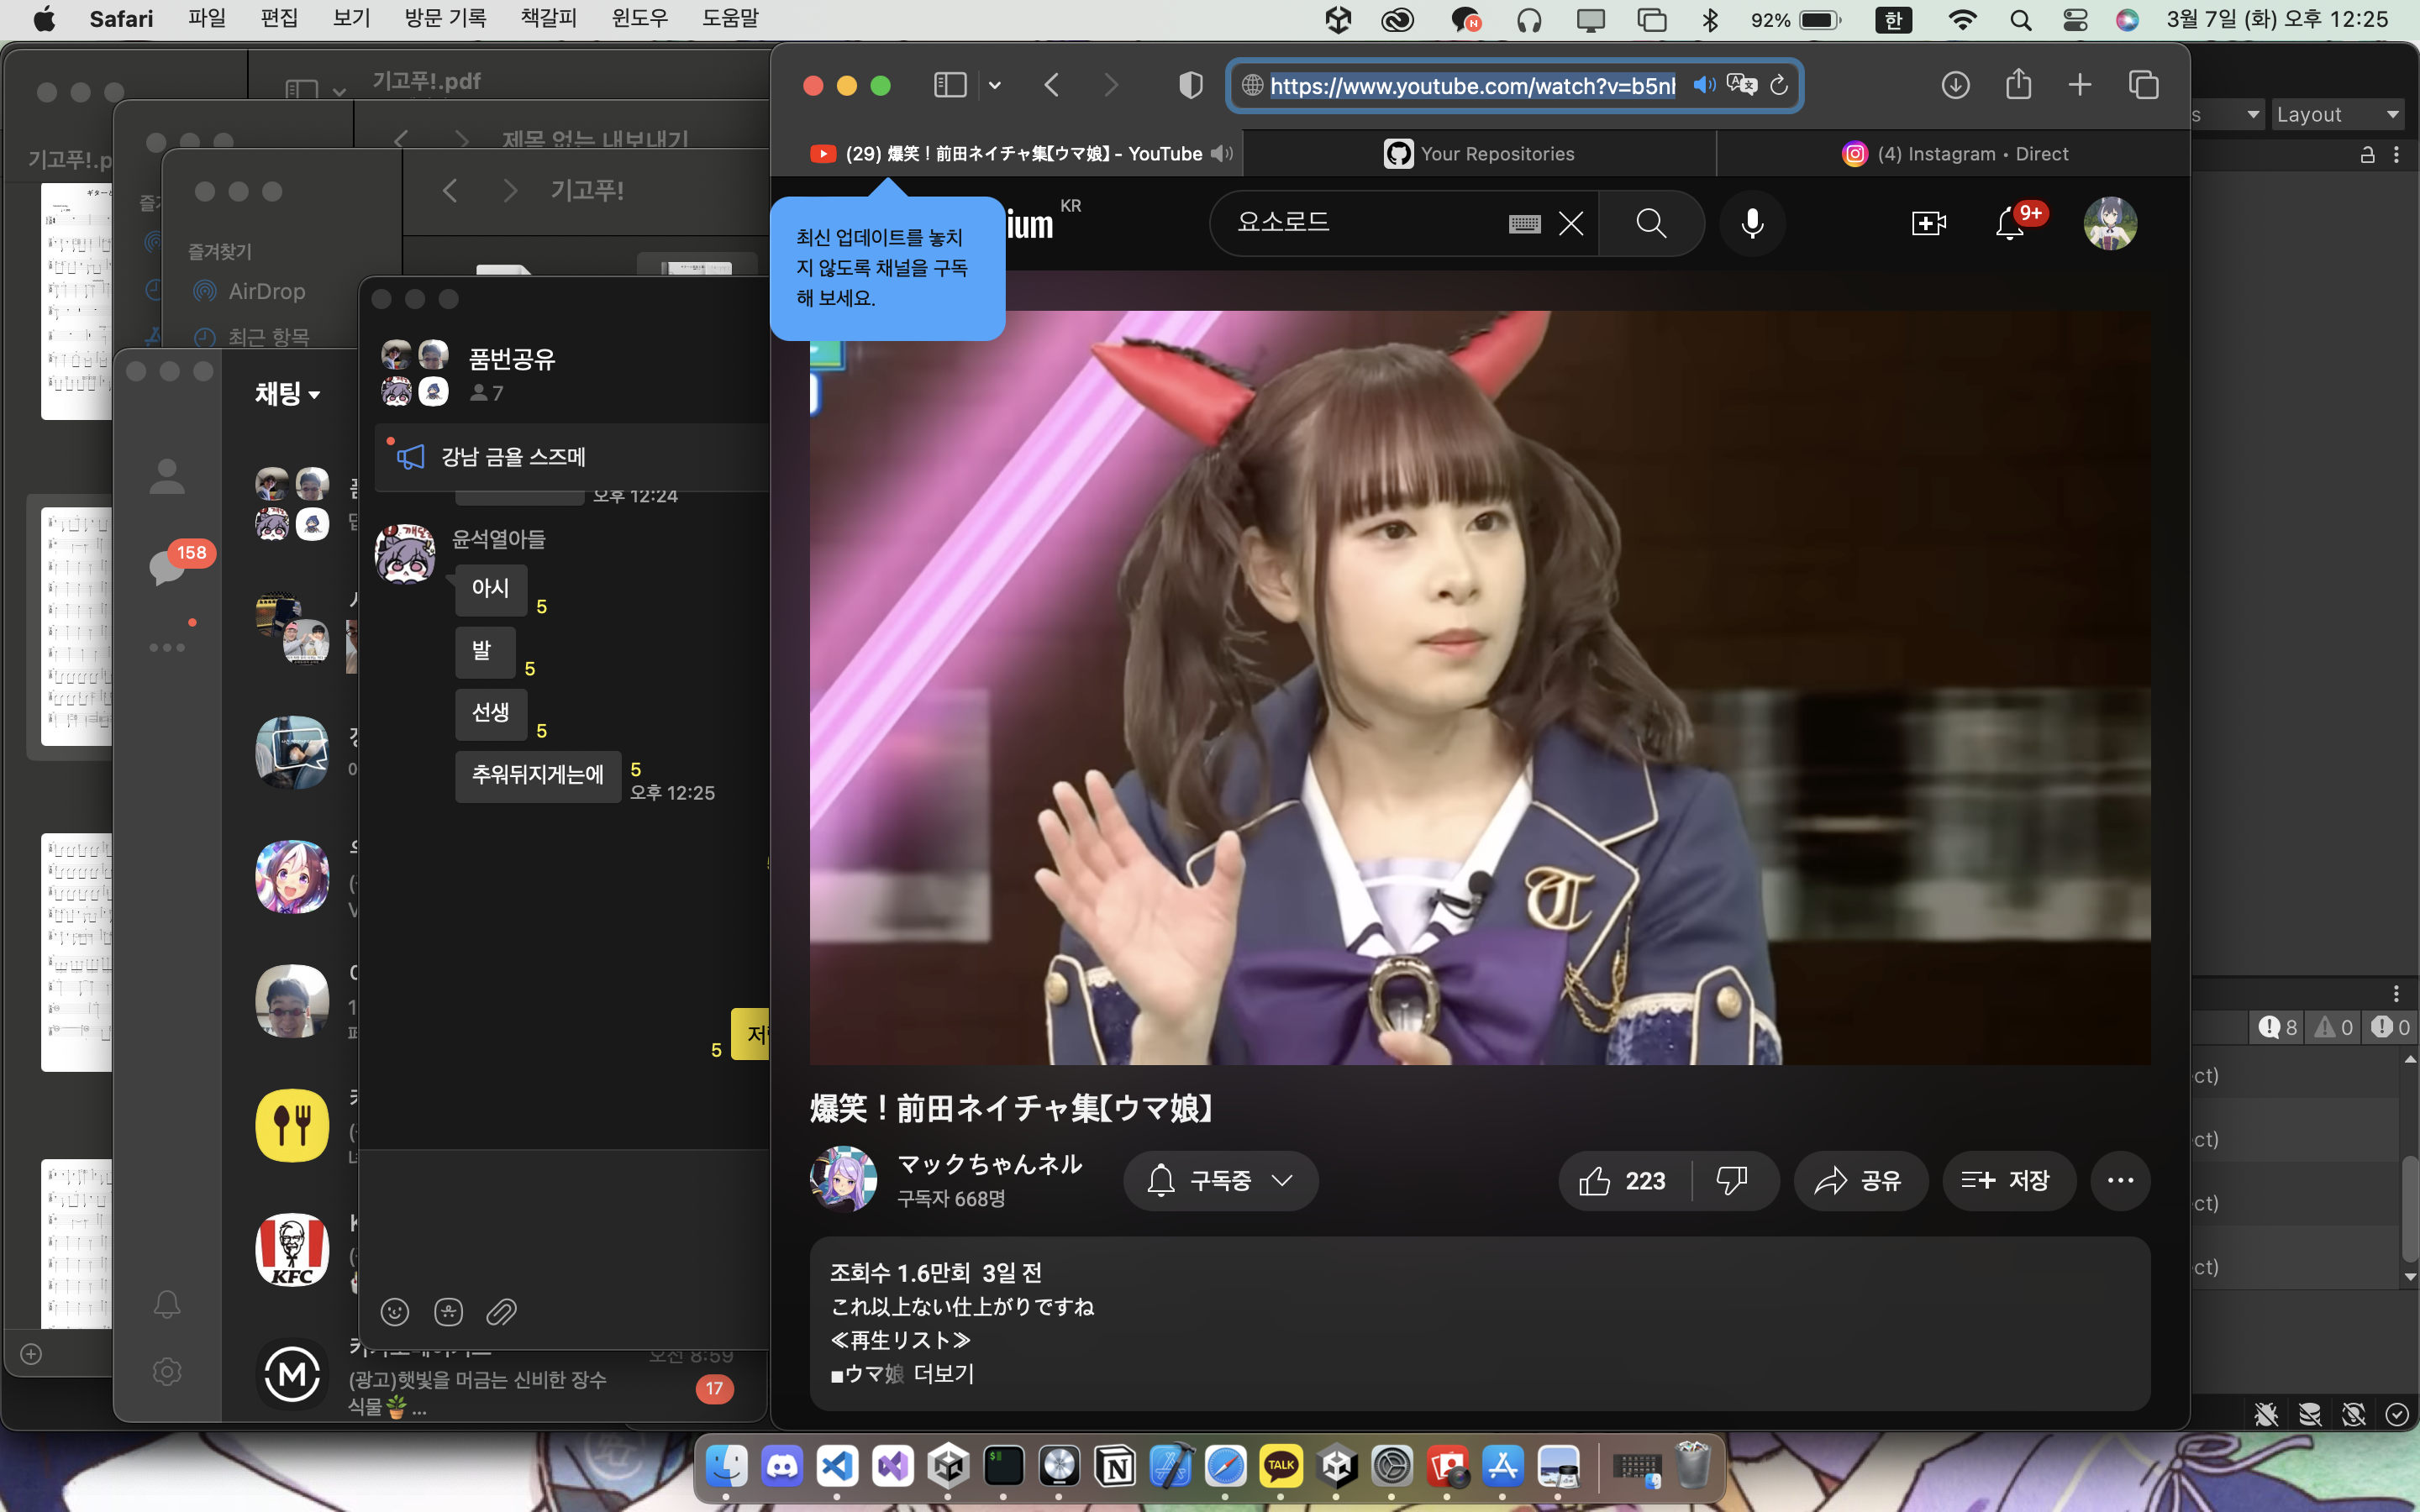 Safari 파일 편집 보기 방문 기록 책갈피 윈도우 도움말 N 92% 한 3월 7일 (화) 오후 12:25
기고푸!.pdf
기고푸!.p
제목 없는 내보내기
기고푸!
즐겨찾기
AirDrop
최근 항목
채팅
158
품번공유
7
강남 금욜 스즈메
오후 12:24
윤석열아들
아시
5
발
5
선생
5
추워뒤지게는에
5
오후 12:25
5
오전 8:59
(광고)햇빛을 머금는 신비한 장수
식물 ...
17
KFC
M
https://www.youtube.com/watch?v=b5nh
(29) 爆笑！前田ネイチャ集【ウマ娘】 - YouTube
Your Repositories
(4) Instagram • Direct
최신 업데이트를 놓치
지 않도록 채널을 구독
해 보세요.
ium KR
요소로드
9+
T
爆笑！前田ネイチャ集【ウマ娘】
マックちゃんネル
구독자 668명
구독중
223
공유
저장
조회수 1.6만회 3일 전
これ以上ない仕上がりですね
≪再生リスト≫
■ウマ娘 더보기
s
Layout
8 0 0
ct)
ct)
ct)
ct)
N
TALK